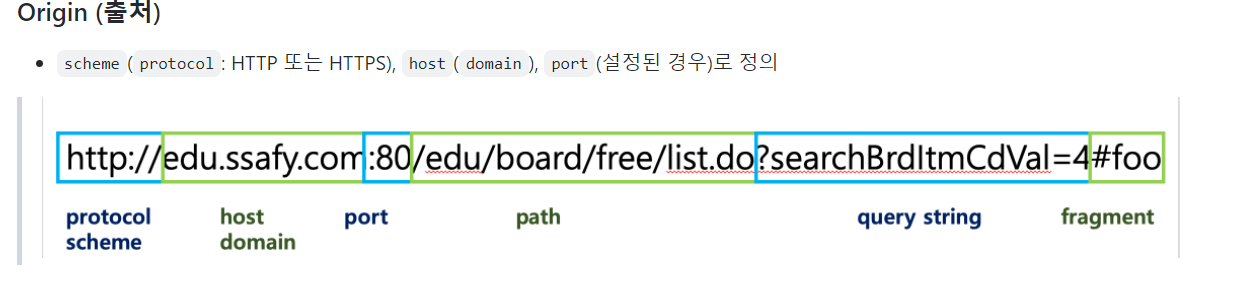 Origin (출처)
scheme ( protocol : HTTP 또는 HTTPS), host ( domain ), port (설정된 경우)로 정의
http://edu.ssafy.com:80/edu/board/free/list.do?searchBrdItmCdVal=4#foo
protocol host port path query string fragment
scheme domain